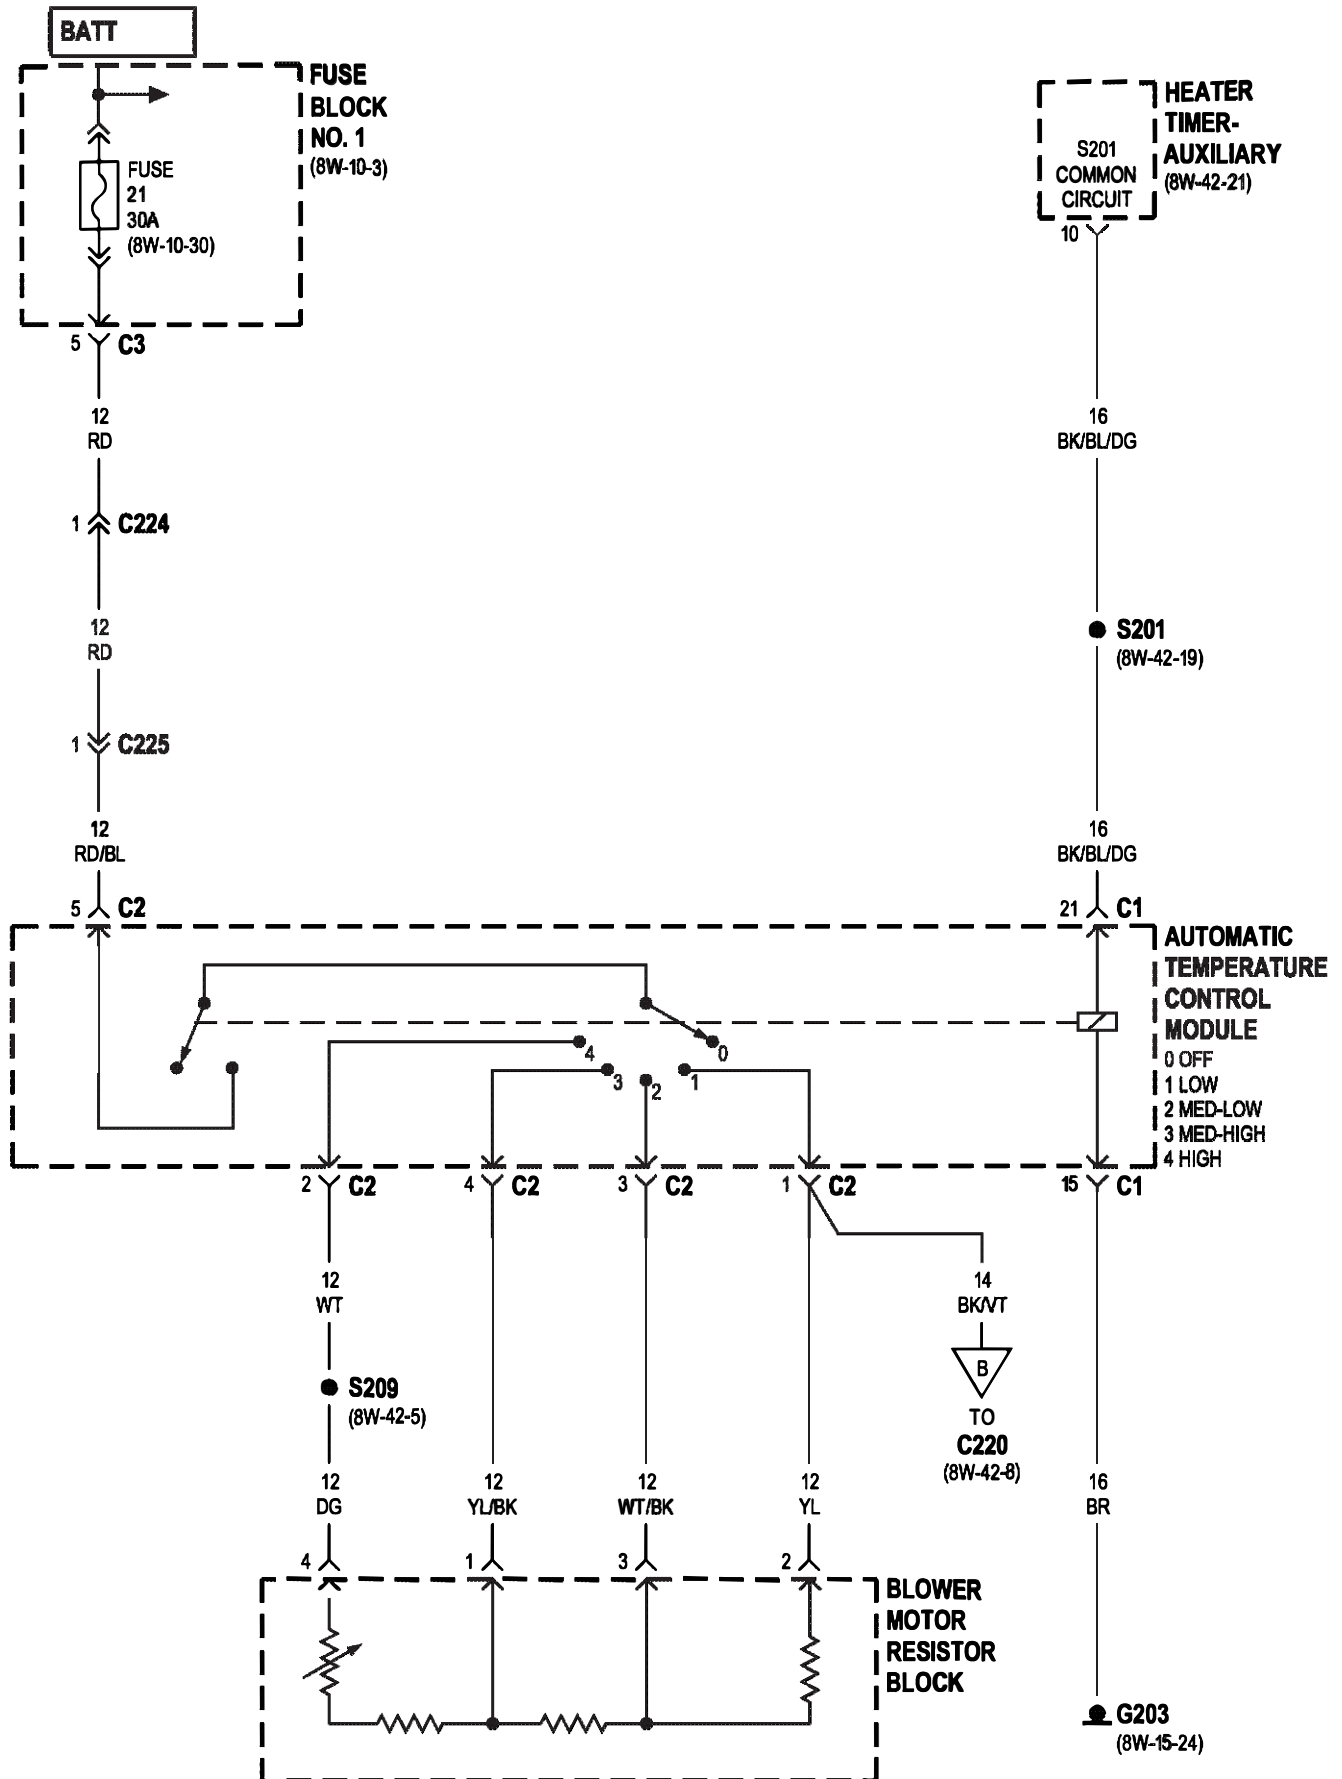 BATT
FUSE
BLOCK
NO. 1
(8W-10-3)
FUSE
21
30A
(8W-10-30)
5 C3
HEATER
TIMER-
AUXILIARY
(8W-42-21)
S201
COMMON
CIRCUIT
10
12
RD
16
BK/BL/DG
1 C224
12
RD
S201
(8W-42-19)
1 C225
12
RD/BL
16
BK/BL/DG
5 C2
21 C1
AUTOMATIC
TEMPERATURE
CONTROL
MODULE
0 OFF
1 LOW
2 MED-LOW
3 MED-HIGH
4 HIGH
4
3
2
1
0
2 C2
4 C2
3 C2
1 C2
15 C1
12
WT
14
BK/VT
B
TO
C220
(8W-42-8)
S209
(8W-42-5)
12
DG
12
YL/BK
12
WT/BK
12
YL
16
BR
4
1
3
2
BLOWER
MOTOR
RESISTOR
BLOCK
G203
(8W-15-24)